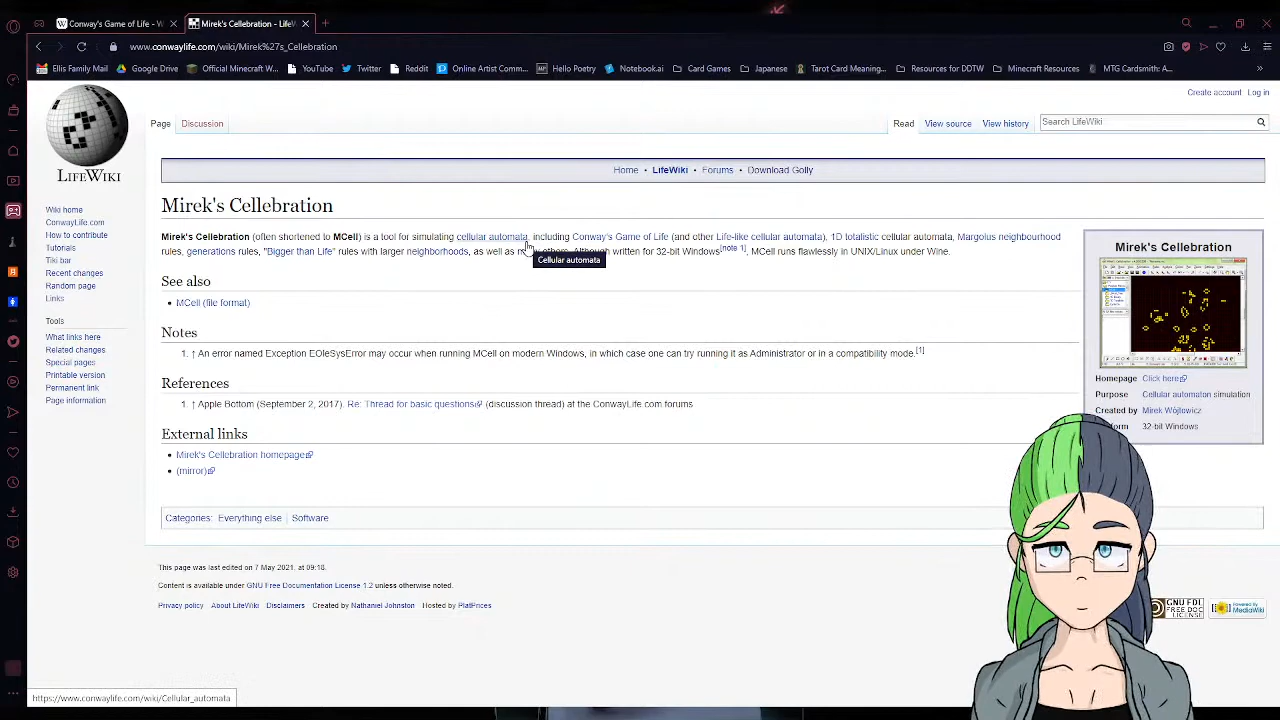 Conway's Game of Life - W
Mirek's Cellebration - LifeW
www.conwaylife.com/wiki/Mirek%27s_Cellebration
Ellis Family Mail
Google Drive
Official Minecraft W...
YouTube
Twitter
Reddit
Online Artist Comm...
Hello Poetry
Notebook.ai
Card Games
Japanese
Tarot Card Meaning...
Resources for DDTW
Minecraft Resources
MTG Cardsmith: A...
Create account Log in
Page Discussion
Read View source View history
Search LifeWiki
LIFEWIKI
Home • LifeWiki • Forums • Download Golly
Wiki home
ConwayLife.com
How to contribute
Tutorials
Tiki bar
Recent changes
Random page
Links
Tools
What links here
Related changes
Special pages
Printable version
Permanent link
Page information
Mirek's Cellebration
Mirek's Cellebration (often shortened to MCell) is a tool for simulating cellular automata, including Conway's Game of Life (and other Life-like cellular automata), 1D totalistic cellular automata, Margolus neighbourhood
rules, generations rules, "Bigger than Life" rules with larger neighborhoods, as well as others. Although written for 32-bit Windows[note 1], MCell runs flawlessly in UNIX/Linux under Wine.
Cellular automata
See also
• MCell (file format)
Notes
1. ↑ An error named Exception EOleSysError may occur when running MCell on modern Windows, in which case one can try running it as Administrator or in a compatibility mode.[1]
References
1. ↑ Apple Bottom (September 2, 2017). Re: Thread for basic questions (discussion thread) at the ConwayLife.com forums
External links
• Mirek's Cellebration homepage
• (mirror)
Categories: Everything else | Software
Mirek's Cellebration
Homepage Click here
Purpose Cellular automaton simulation
Created by Mirek Wójtowicz
32-bit Windows
This page was last edited on 7 May 2021, at 09:18.
Content is available under GNU Free Documentation License 1.2 unless otherwise noted.
Privacy policy About LifeWiki Disclaimers Created by Nathaniel Johnston Hosted by PlatPrices
GNU FDL
FREE DOC
LICENSE
Powered by
MediaWiki
https://www.conwaylife.com/wiki/Cellular_automata